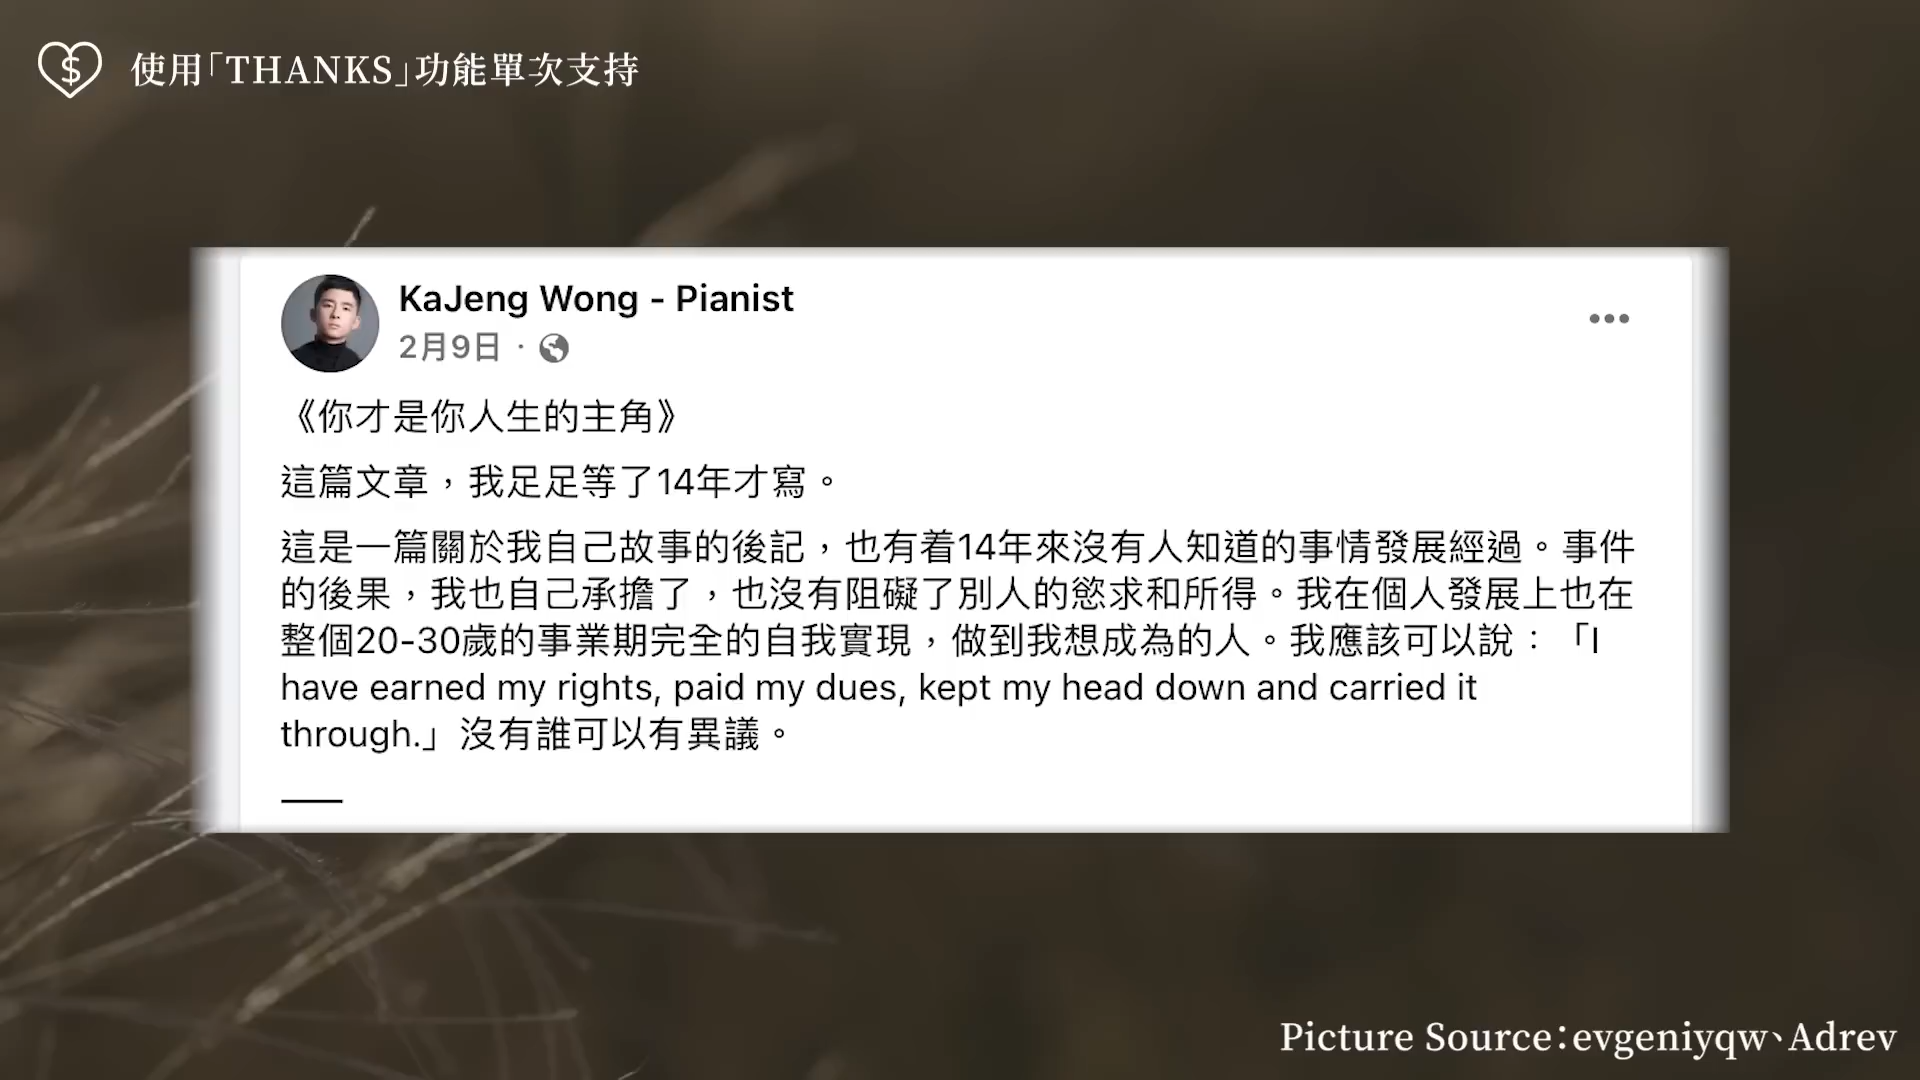 使用「THANKS」功能單次支持
KaJeng Wong - Pianist
2月9日 ·
《你才是你人生的主角》
這篇文章，我足足等了14年才寫。
這是一篇關於我自己故事的後記，也有着14年來沒有人知道的事情發展經過。事件
的後果，我也自己承擔了，也沒有阻礙了別人的慾求和所得。我在個人發展上也在
整個20-30歲的事業期完全的自我實現，做到我想成為的人。我應該可以說：「I
have earned my rights, paid my dues, kept my head down and carried it
through.」沒有誰可以有異議。
Picture Source：evgeniyqw、Adrev